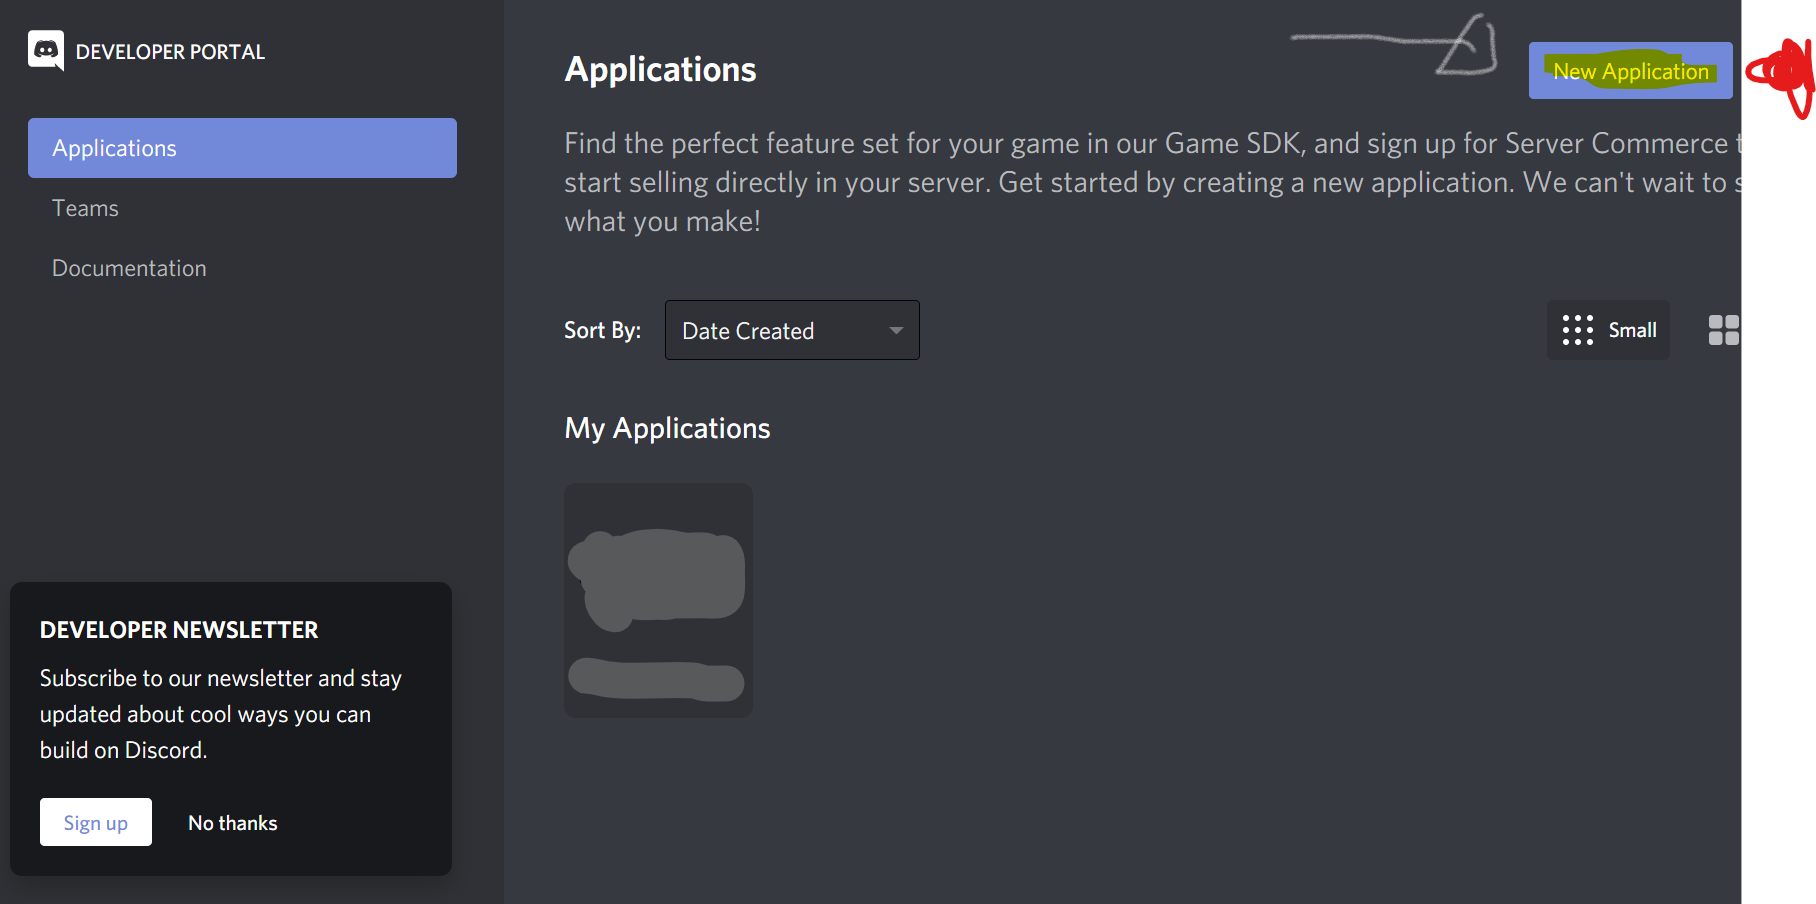 DEVELOPER PORTAL
Applications
Teams
Documentation
Applications
New Application
Find the perfect feature set for your game in our Game SDK, and sign up for Server Commerce t
start selling directly in your server. Get started by creating a new application. We can't wait to s
what you make!
Sort By:
Date Created
Small
My Applications
DEVELOPER NEWSLETTER
Subscribe to our newsletter and stay
updated about cool ways you can
build on Discord.
Sign up
No thanks